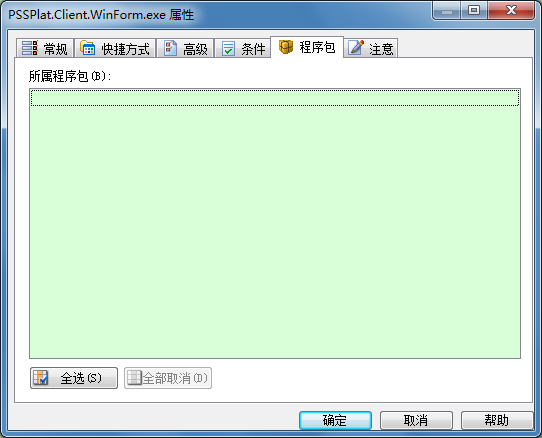 PSSPlat.Client.WinForm.exe 属性
常规 快捷方式 高级 条件 程序包 注意
所属程序包(B):
全选(S) 全部取消(D)
确定 取消 帮助